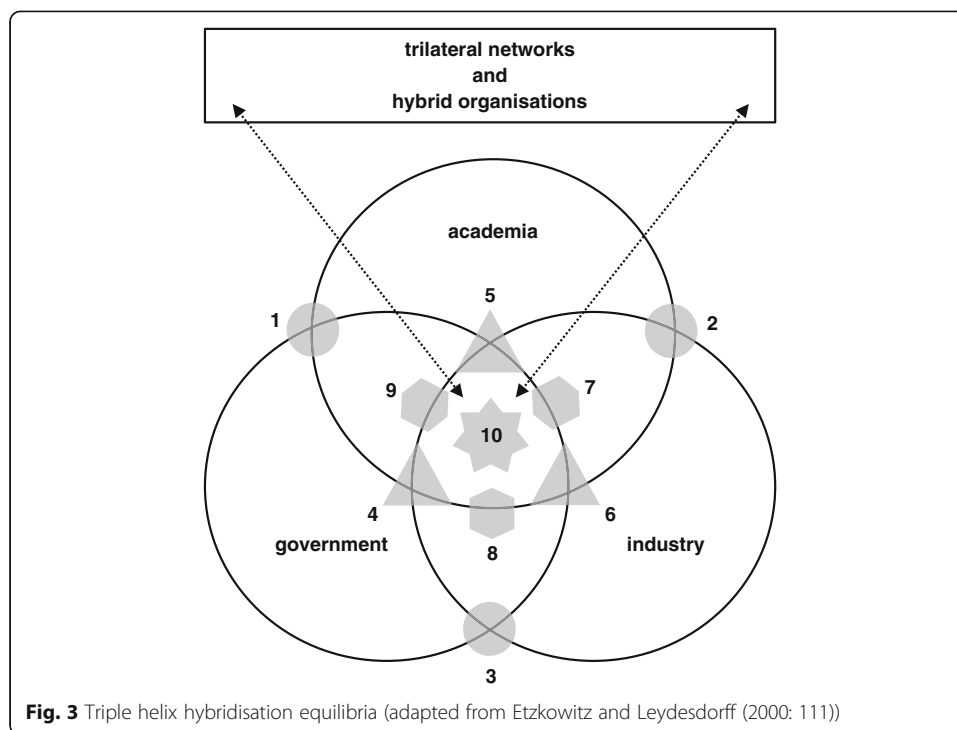 trilateral networks
and
hybrid organisations
academia
5
1
2
9
7
10
4
6
government
industry
8
3
Fig. 3 Triple helix hybridisation equilibria (adapted from Etzkowitz and Leydesdorff (2000: 111))